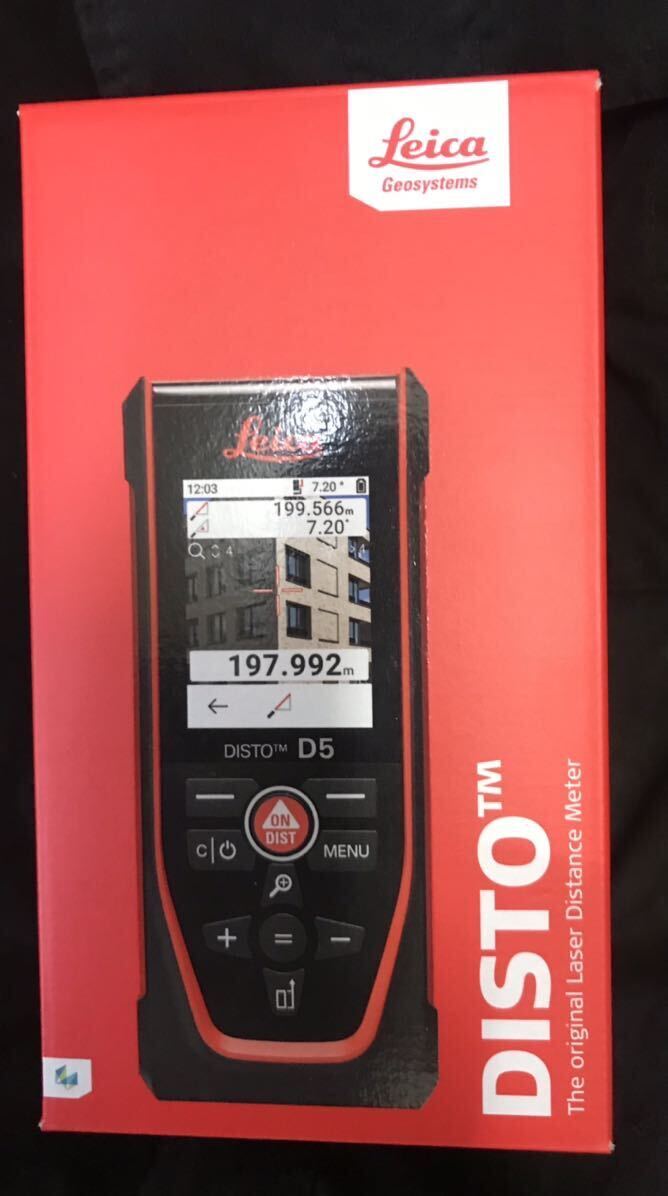 Leica
Geosystems
Leica
12:03 7.20°
199.566m
7.20°
4
197.992m
DISTO™ D5
ON
DIST
C
MENU
+ = −
DISTO™
The original Laser Distance Meter